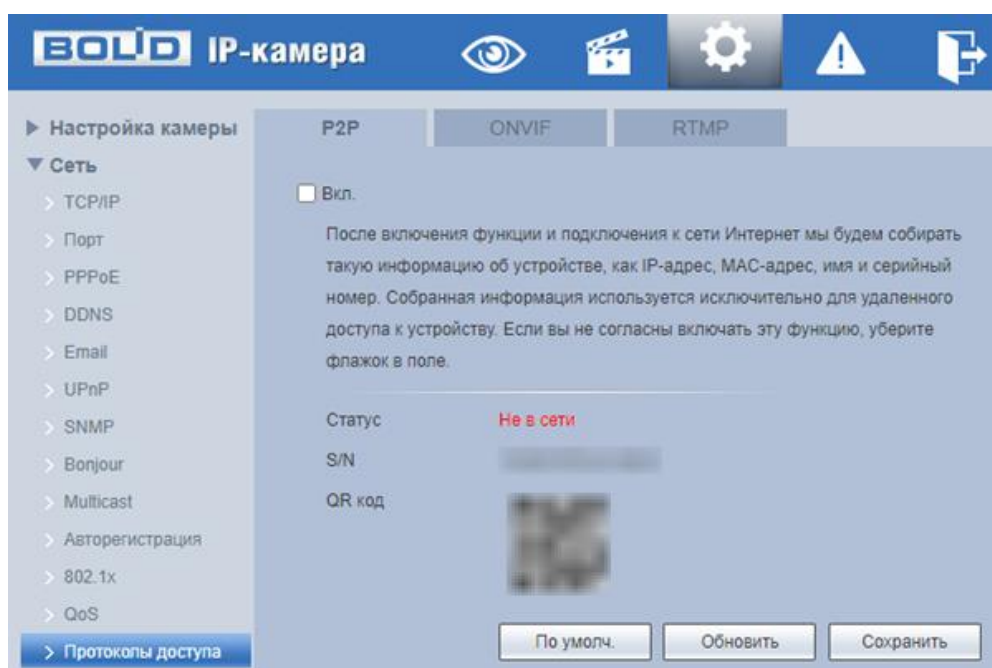 BOLID IP-камера
Настройка камеры
Сеть
TCP/IP
Порт
PPPoE
DDNS
Email
UPnP
SNMP
Bonjour
Multicast
Авторегистрация
802.1x
QoS
Протоколы доступа
P2P
ONVIF
RTMP
Вкл.
После включения функции и подключения к сети Интернет мы будем собирать
такую информацию об устройстве, как IP-адрес, MAC-адрес, имя и серийный
номер. Собранная информация используется исключительно для удаленного
доступа к устройству. Если вы не согласны включать эту функцию, уберите
флажок в поле.
Статус Не в сети
S/N
QR код
По умолч.
Обновить
Сохранить